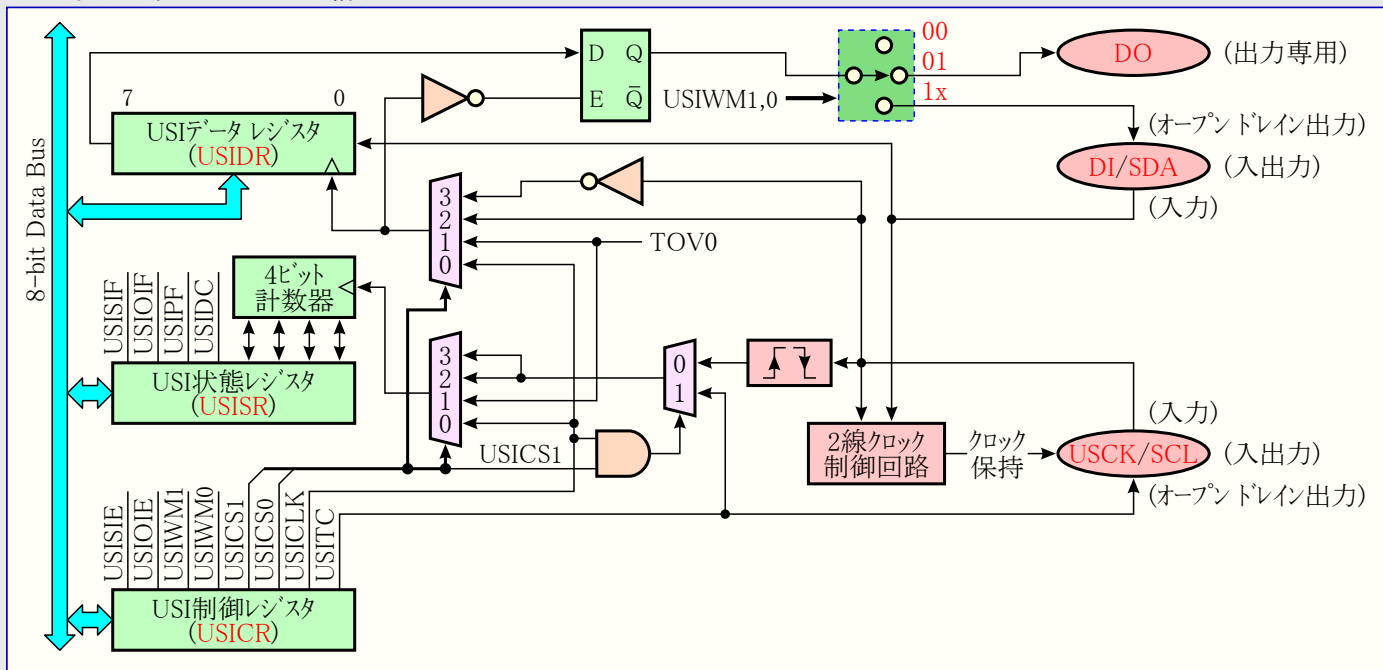 8-bit Data Bus
D Q
E Q̅
00
01
1x
USIWM1,0
DO
(出力専用)
(オープン ドレイン出力)
DI/SDA
(入出力)
(入力)
7 0
USIデータ レジスタ
(USIDR)
3
2
1
0
TOV0
4ビット
計数器
USISIF
USIOIF
USIPF
USIDC
USI状態レジスタ
(USISR)
3
2
1
0
0
1
USICS1
2線クロック
制御回路
クロック
保持
(入力)
USCK/SCL
(入出力)
(オープン ドレイン出力)
USISIE
USIOIE
USIWM1
USIWM0
USICS1
USICS0
USICLK
USITC
USI制御レジスタ
(USICR)